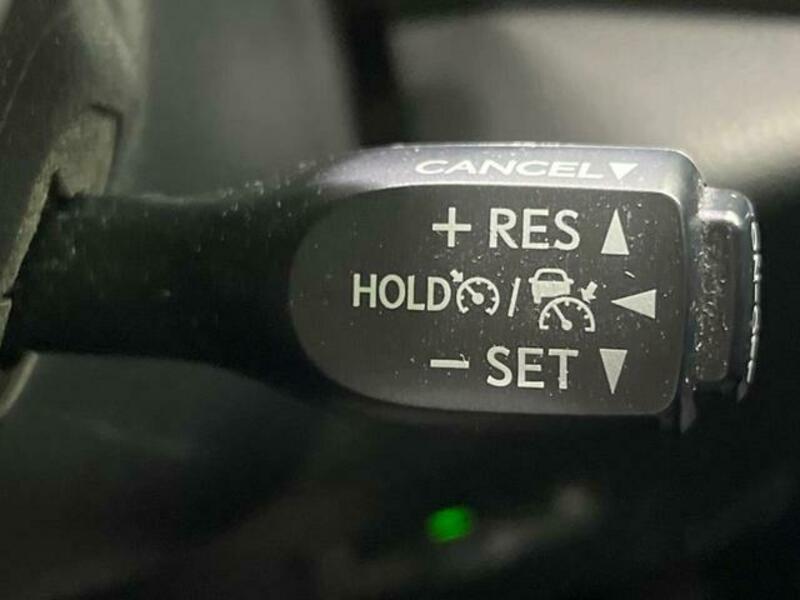 CANCEL▼
+ RES ▲
HOLD / ◀
− SET ▼